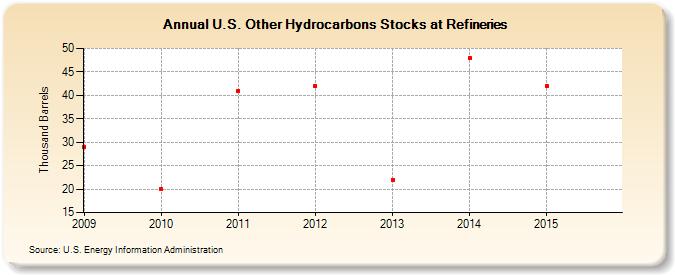 Annual U.S. Other Hydrocarbons Stocks at Refineries
Thousand Barrels
50
45
40
35
30
25
20
15
2009 2010 2011 2012 2013 2014 2015
Source: U.S. Energy Information Administration